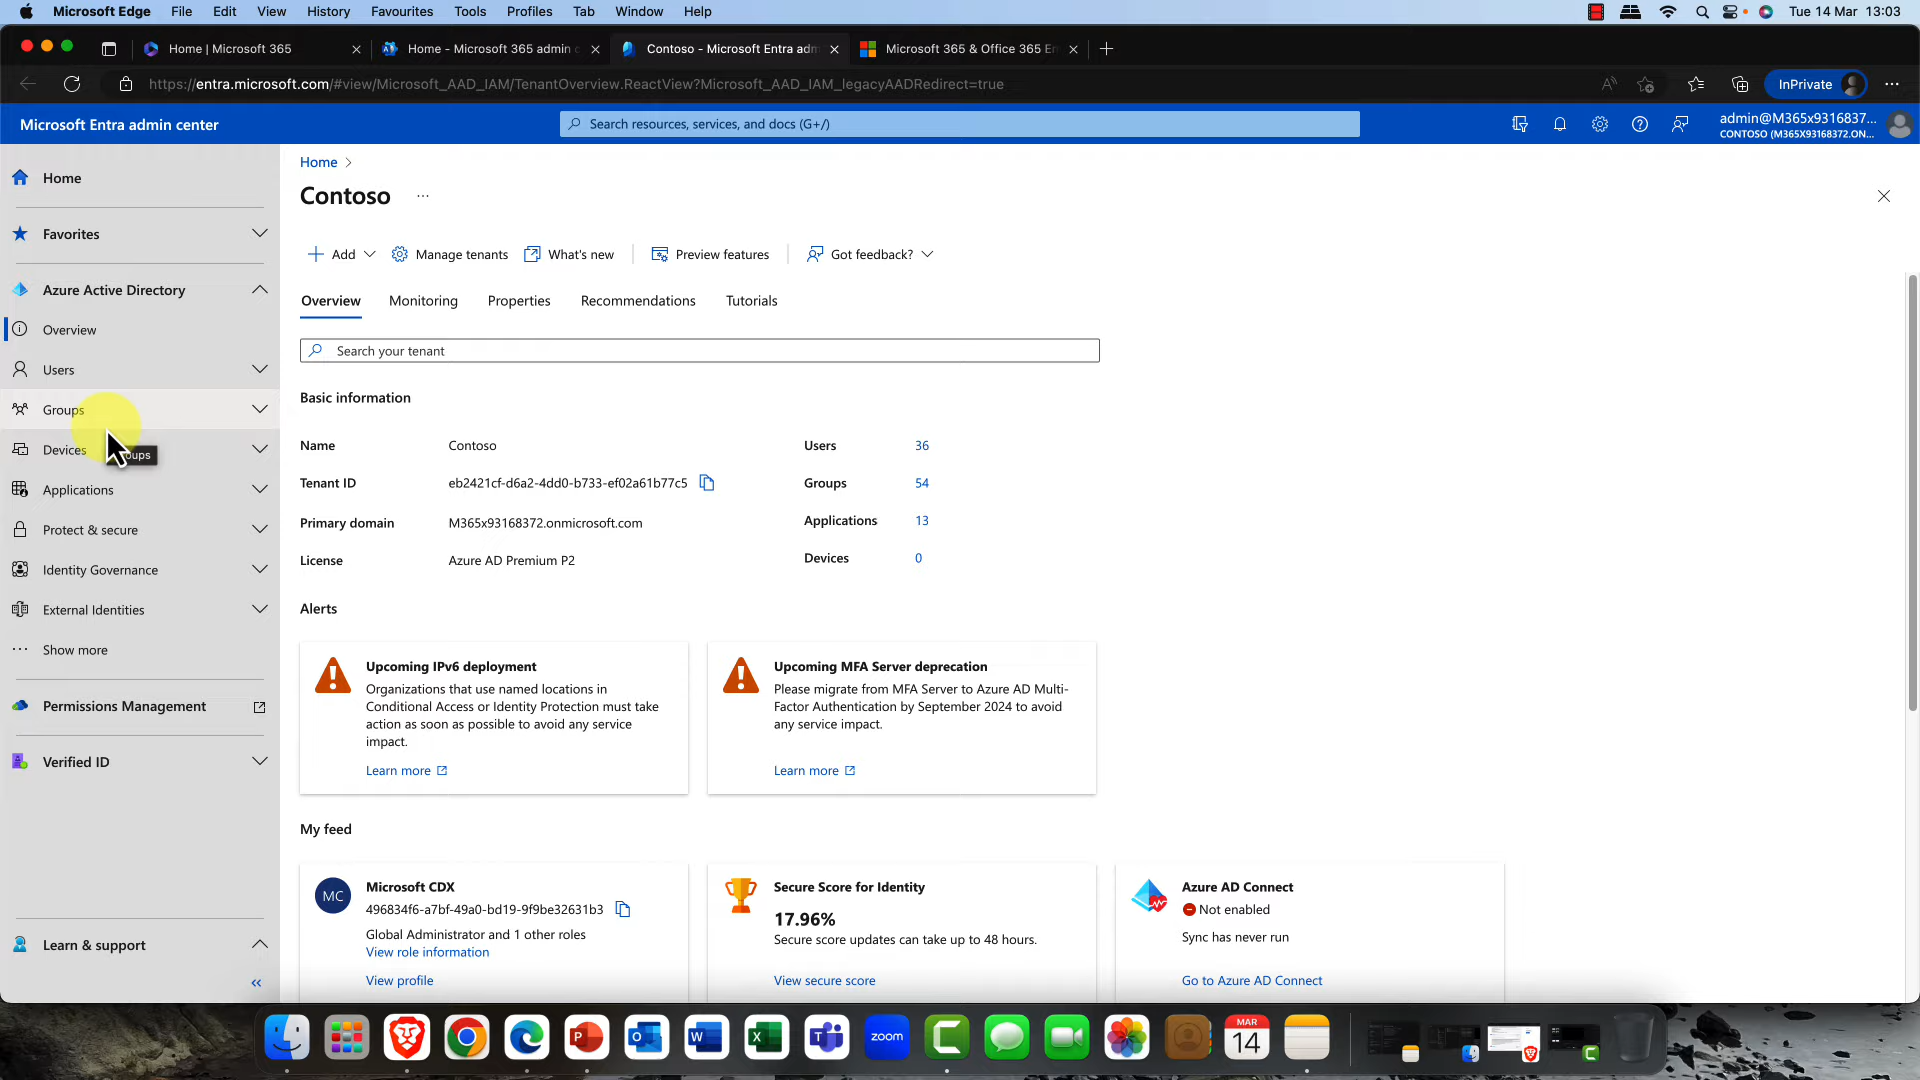 Microsoft Edge File Edit View History Favourites Tools Profiles Tab Window Help Tue 14 Mar 13:03
Home | Microsoft 365
Home - Microsoft 365 admin c
Contoso - Microsoft Entra adm
Microsoft 365 & Office 365 En
https://entra.microsoft.com/#view/Microsoft_AAD_IAM/TenantOverview.ReactView?Microsoft_AAD_IAM_legacyAADRedirect=true
InPrivate
Microsoft Entra admin center
Search resources, services, and docs (G+/)
admin@M365x9316837...
CONTOSO (M365X93168372.ON...
Home
Favorites
Azure Active Directory
Overview
Users
Groups
Devices
oups
Applications
Protect & secure
Identity Governance
External Identities
Show more
Permissions Management
Verified ID
Learn & support
Home >
Contoso ...
Add Manage tenants What's new Preview features Got feedback?
Overview Monitoring Properties Recommendations Tutorials
Search your tenant
Basic information
Name Contoso Users 36
Tenant ID eb2421cf-d6a2-4dd0-b733-ef02a61b77c5 Groups 54
Primary domain M365x93168372.onmicrosoft.com Applications 13
License Azure AD Premium P2 Devices 0
Alerts
Upcoming IPv6 deployment
Organizations that use named locations in
Conditional Access or Identity Protection must take
action as soon as possible to avoid any service
impact.
Learn more
Upcoming MFA Server deprecation
Please migrate from MFA Server to Azure AD Multi-
Factor Authentication by September 2024 to avoid
any service impact.
Learn more
My feed
MC
Microsoft CDX
496834f6-a7bf-49a0-bd19-9f9be32631b3
Global Administrator and 1 other roles
View role information
View profile
Secure Score for Identity
17.96%
Secure score updates can take up to 48 hours.
View secure score
Azure AD Connect
Not enabled
Sync has never run
Go to Azure AD Connect
zoom
MAR
14